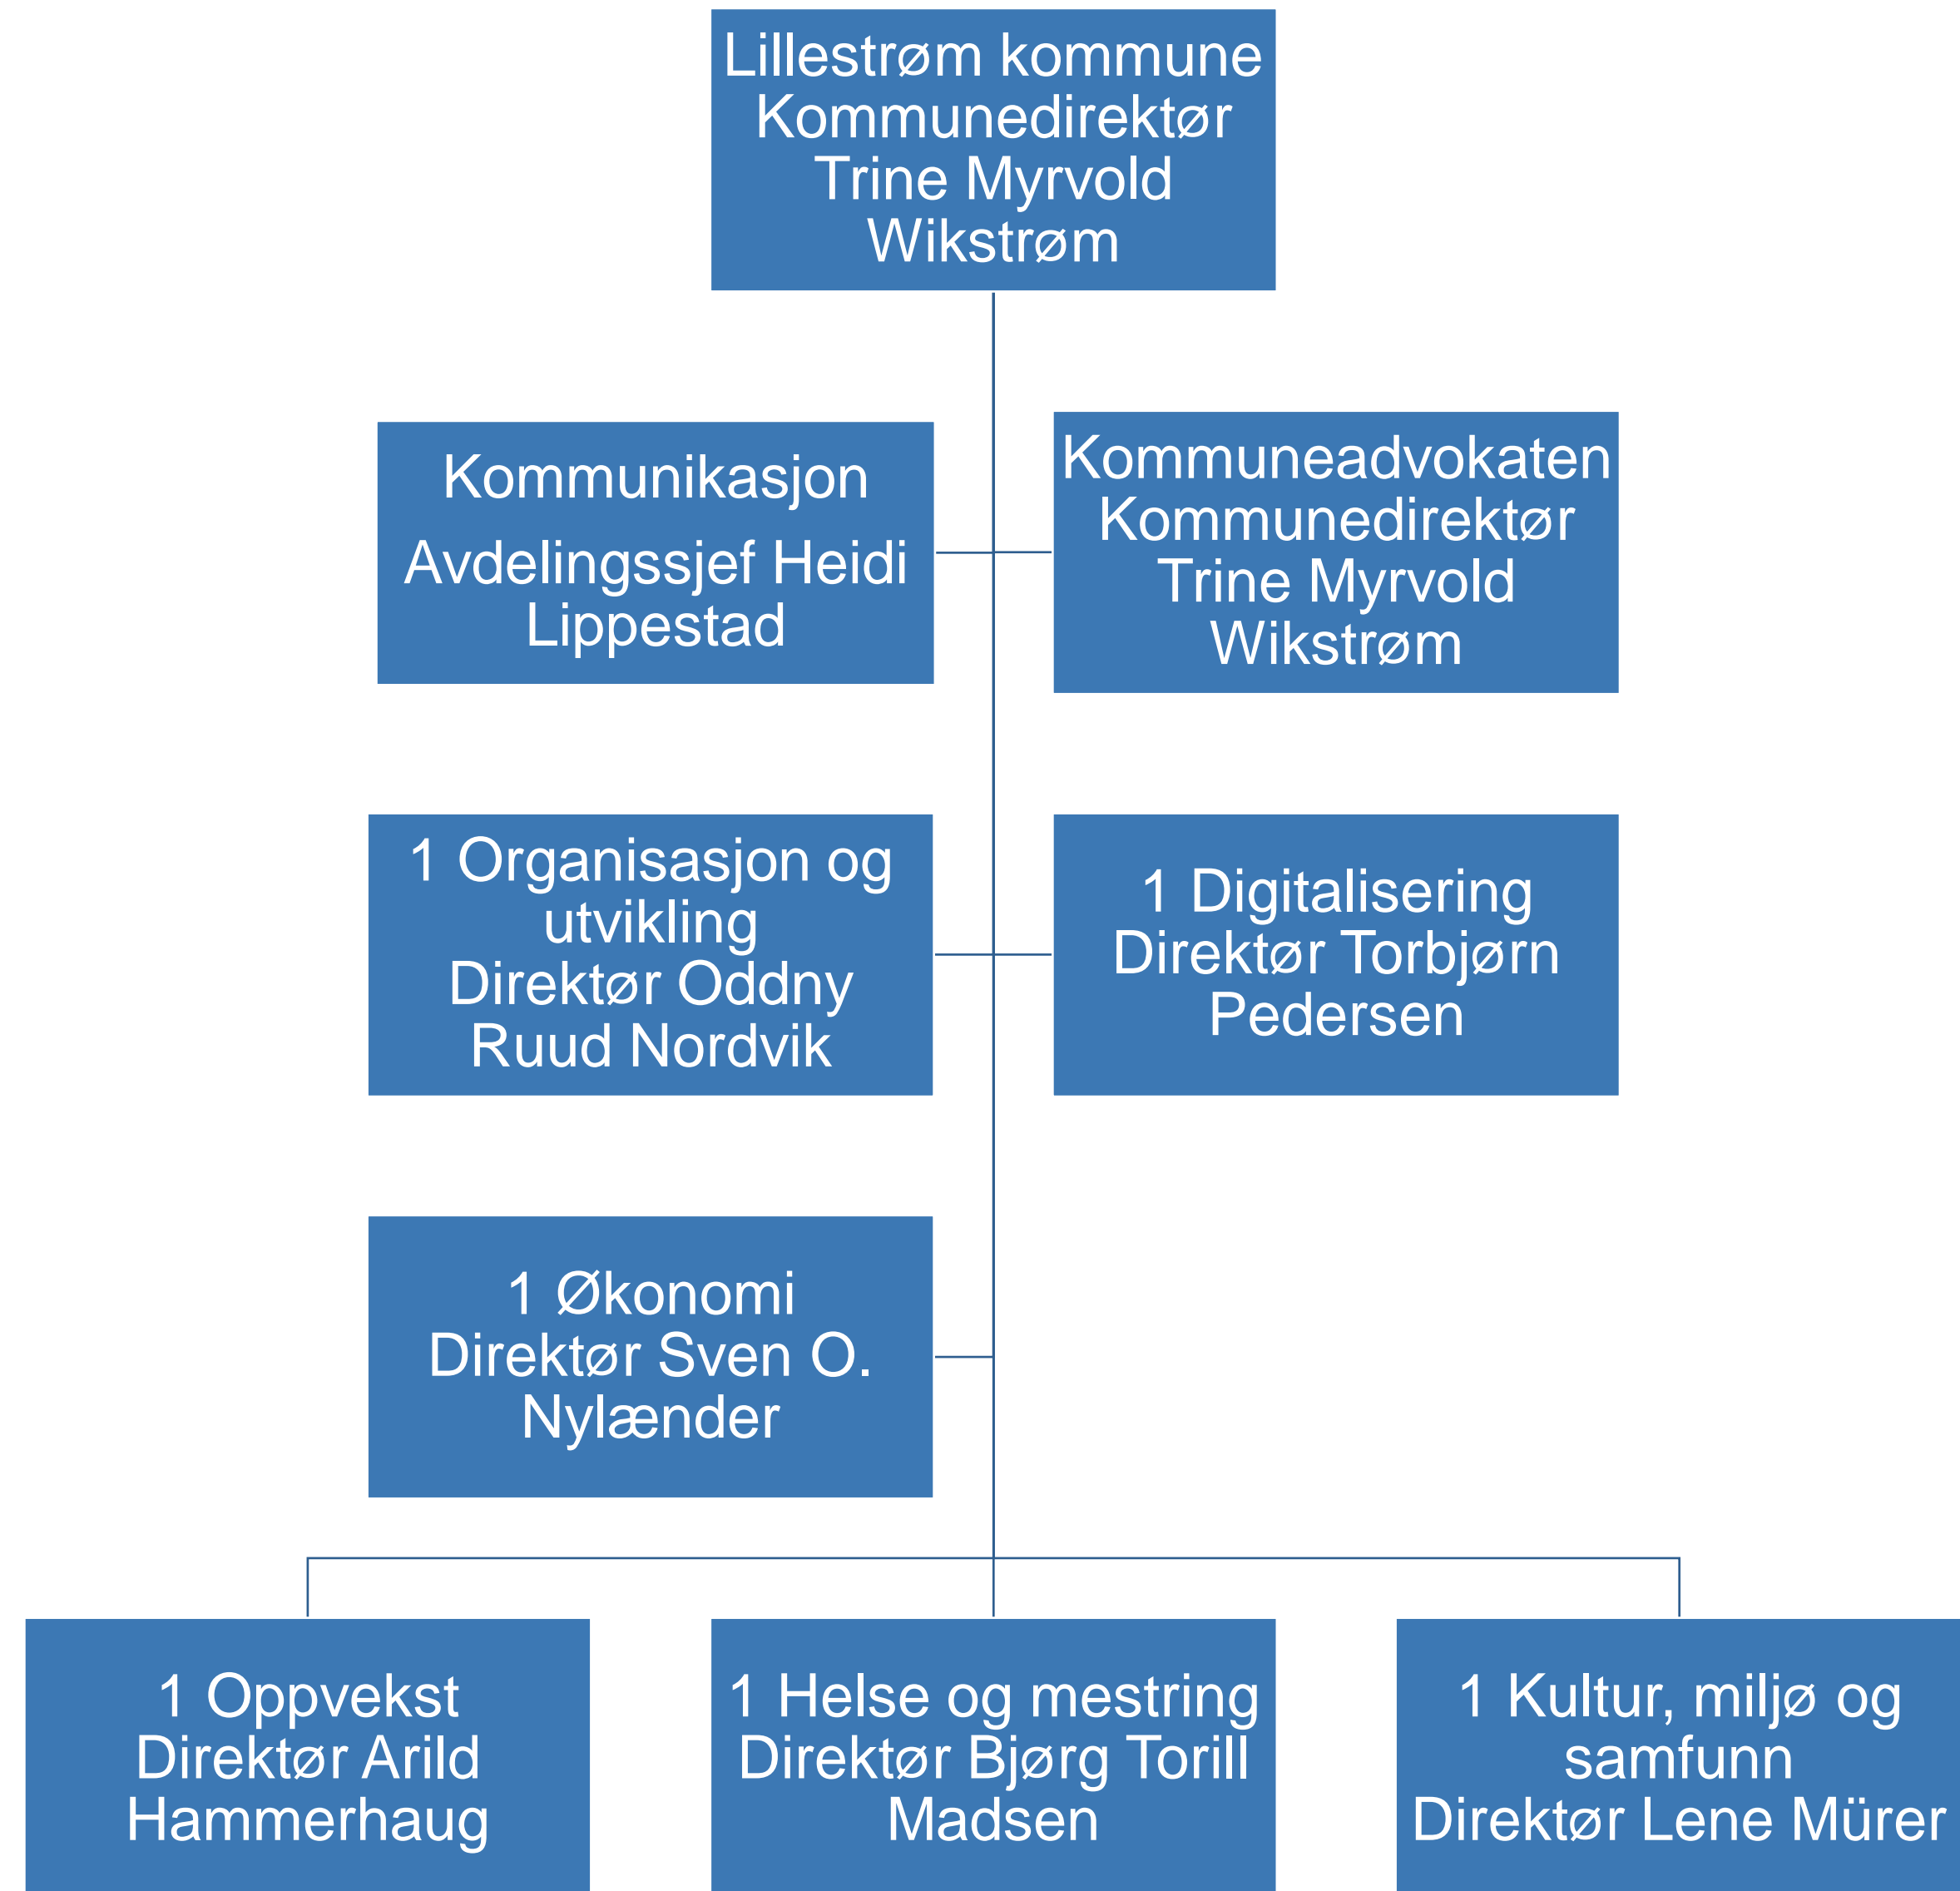 Lillestrøm kommune
Kommunedirektør
Trine Myrvold
Wikstrøm
Kommunikasjon
Avdelingssjef Heidi
Lippestad
Kommuneadvokaten
Kommunedirektør
Trine Myrvold
Wikstrøm
1 Organisasjon og
utvikling
Direktør Oddny
Ruud Nordvik
1 Digitalisering
Direktør Torbjørn
Pedersen
1 Økonomi
Direktør Sven O.
Nylænder
1 Oppvekst
Direktør Arild
Hammerhaug
1 Helse og mestring
Direktør Bjørg Torill
Madsen
1 Kultur, miljø og
samfunn
Direktør Lene Mürer